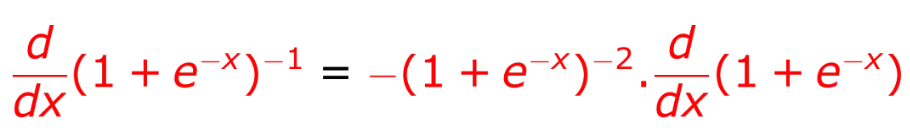 d/dx (1 + e⁻ˣ)⁻¹ = −(1 + e⁻ˣ)⁻² . d/dx (1 + e⁻ˣ)